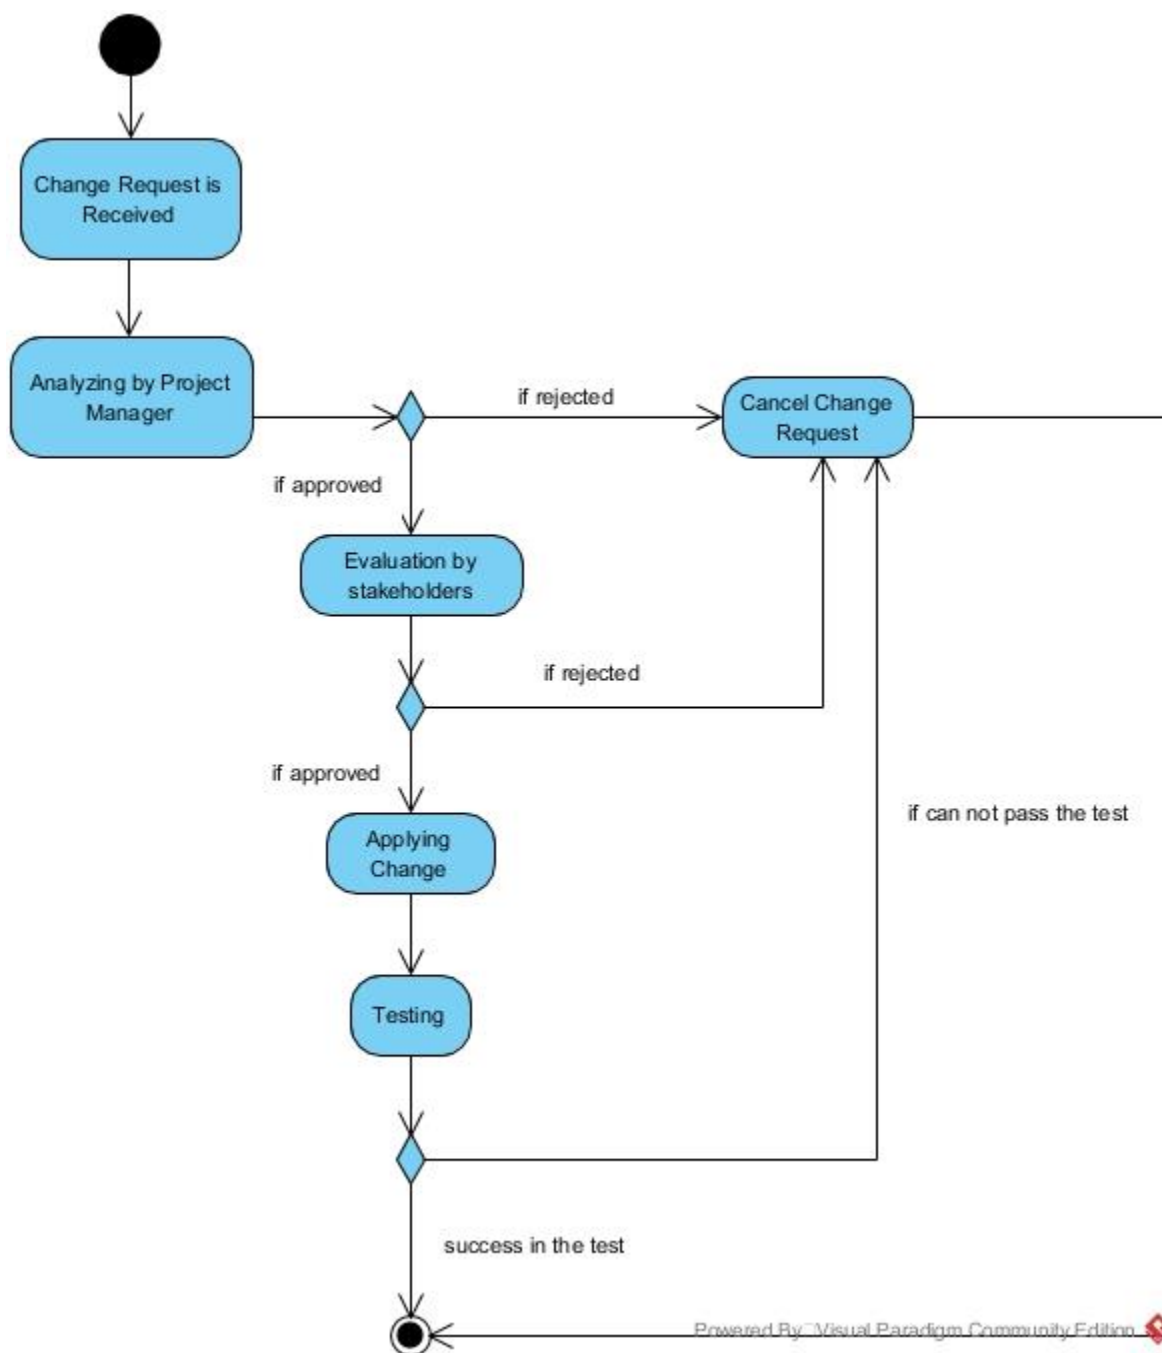 Change Request is
Received
Analyzing by Project
Manager
if rejected
Cancel Change
Request
if approved
Evaluation by
stakeholders
if rejected
if approved
Applying
Change
if can not pass the test
Testing
success in the test
Powered By Visual Paradigm Community Edition